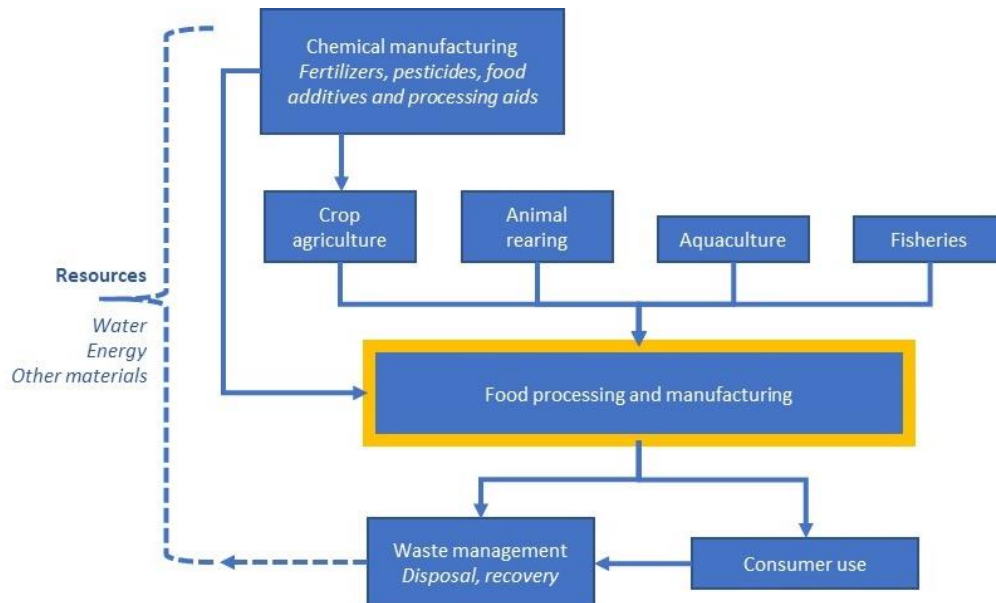 Chemical manufacturing
Fertilizers, pesticides, food
additives and processing aids
Crop
agriculture
Animal
rearing
Aquaculture
Fisheries
Resources
Water
Energy
Other materials
Food processing and manufacturing
Waste management
Disposal, recovery
Consumer use